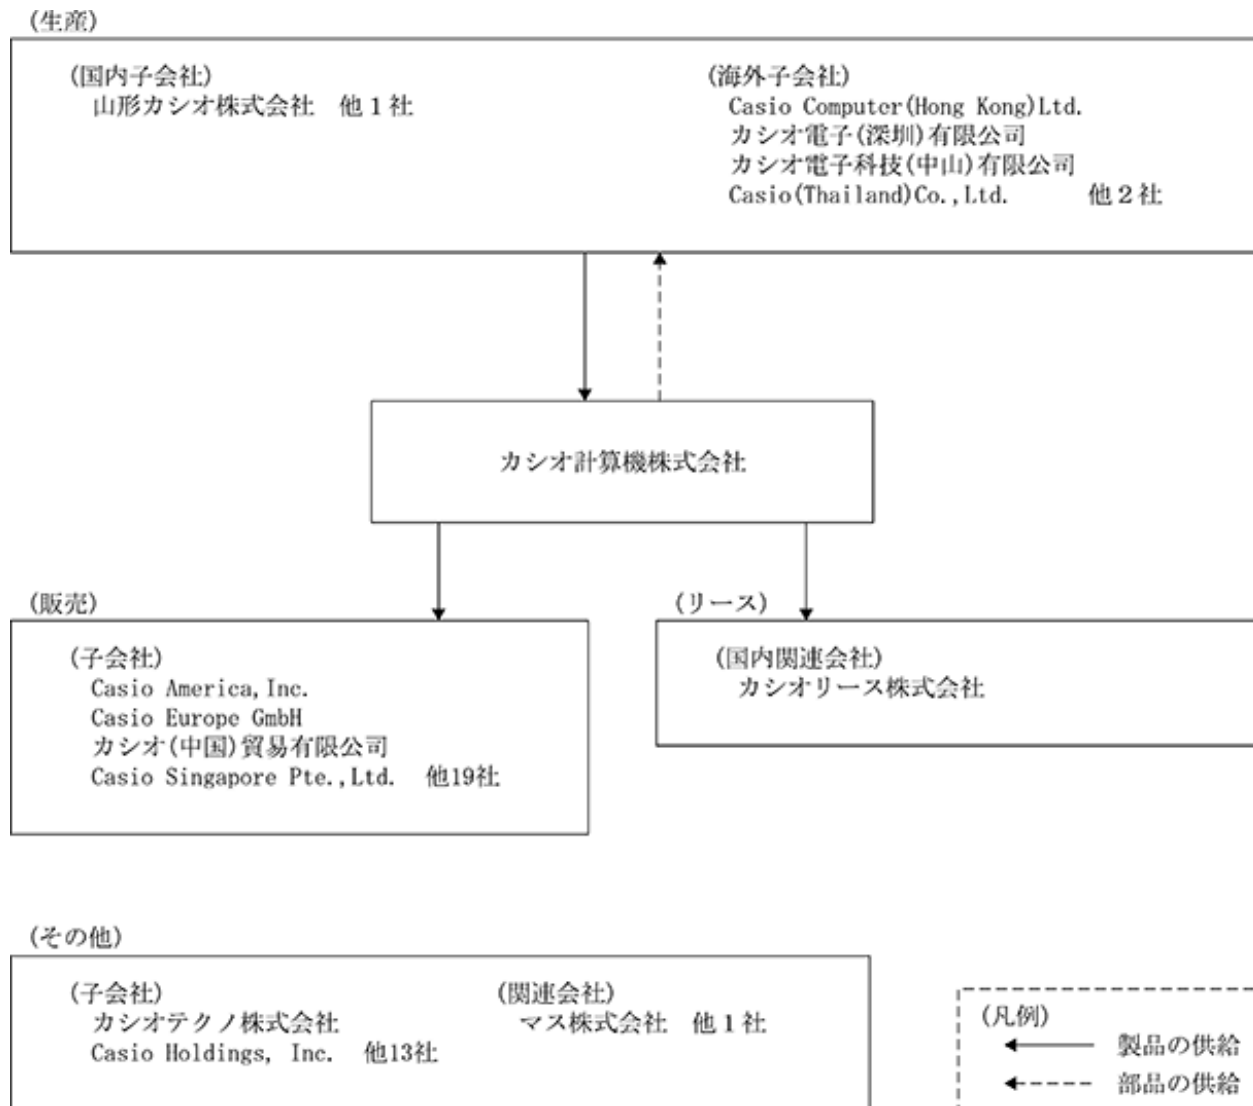 (生産)
(国内子会社)
山形カシオ株式会社　他１社
(海外子会社)
Casio Computer(Hong Kong)Ltd.
カシオ電子(深圳)有限公司
カシオ電子科技(中山)有限公司
Casio(Thailand)Co.,Ltd.　他２社
カシオ計算機株式会社
(販売)
(子会社)
Casio America,Inc.
Casio Europe GmbH
カシオ(中国)貿易有限公司
Casio Singapore Pte.,Ltd.　他19社
(リース)
(国内関連会社)
カシオリース株式会社
(その他)
(子会社)
カシオテクノ株式会社
Casio Holdings, Inc.　他13社
(関連会社)
マス株式会社　他１社
(凡例)
製品の供給
部品の供給